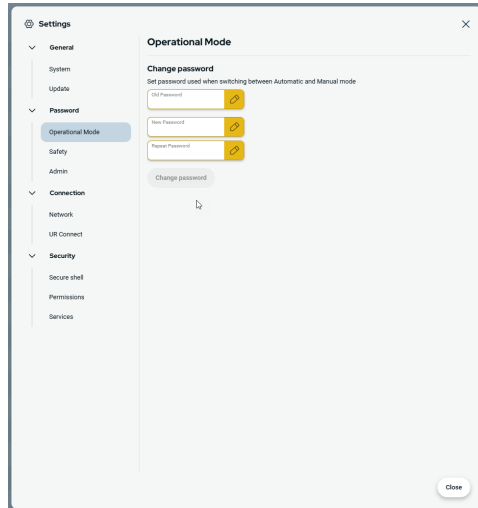 Settings
General
System
Update
Password
Operational Mode
Safety
Admin
Connection
Network
UR Connect
Security
Secure shell
Permissions
Services
Operational Mode
Change password
Set password used when switching between Automatic and Manual mode
Old Password
New Password
Repeat Password
Change password
Close